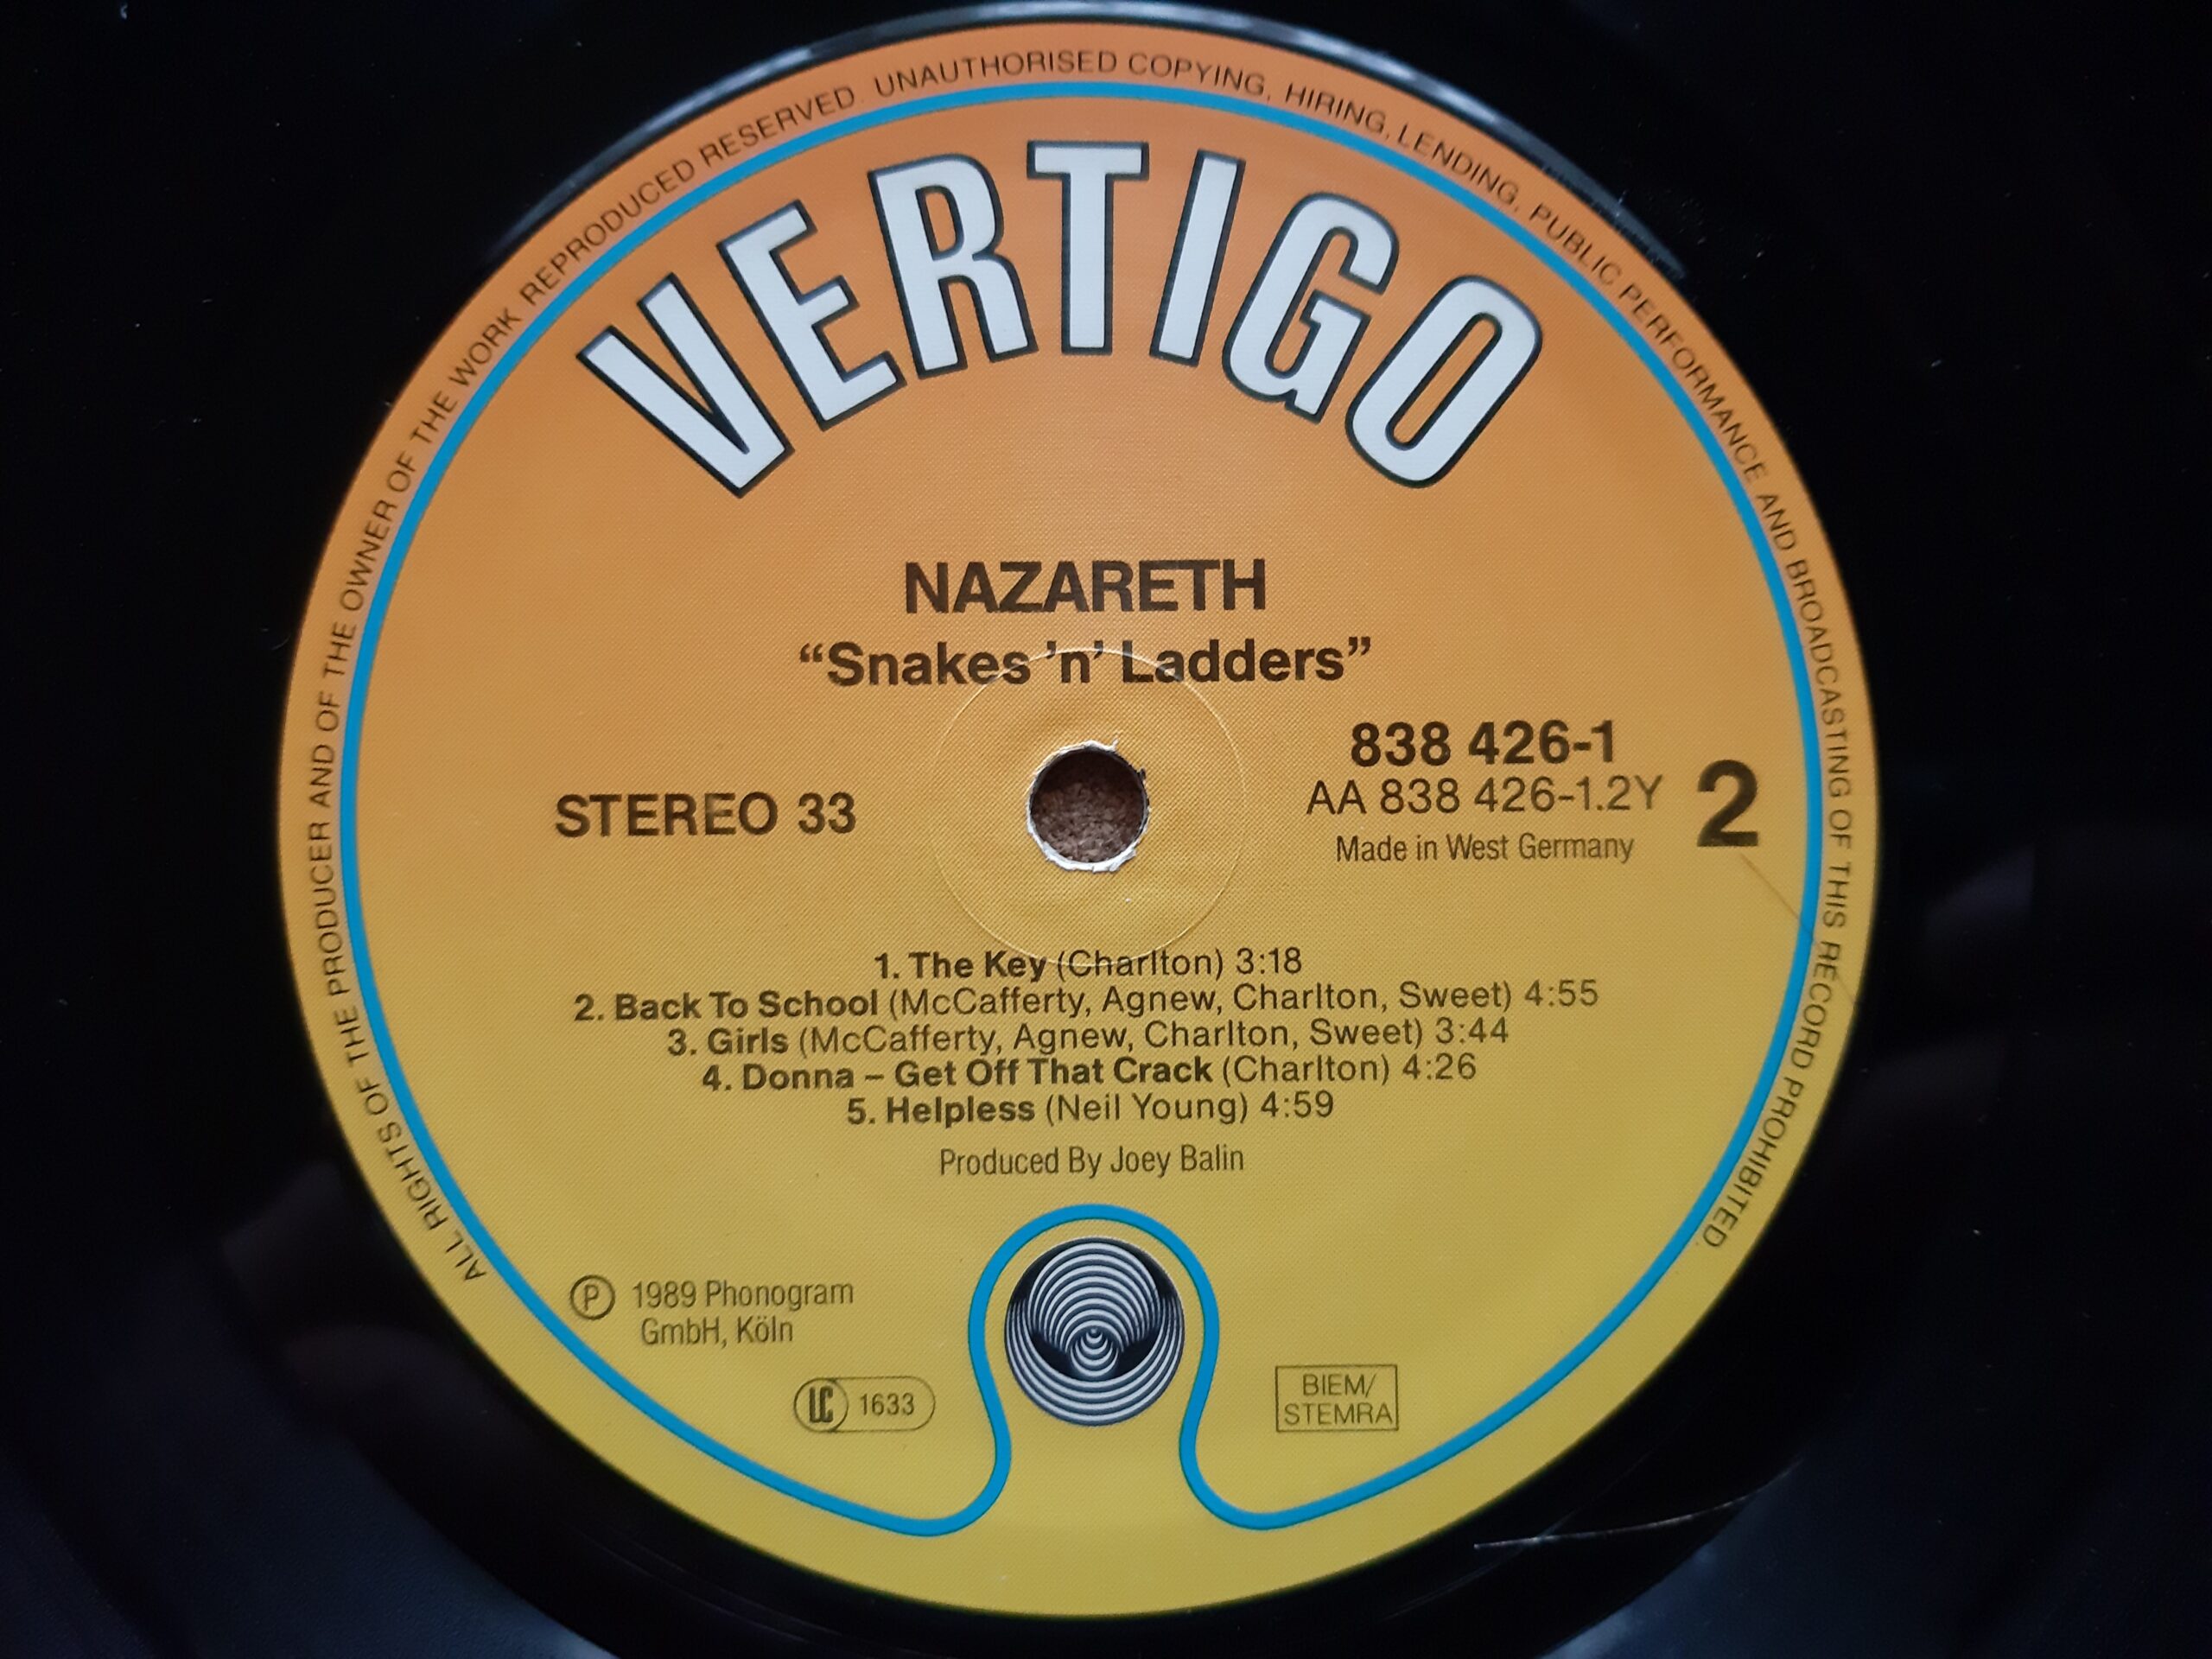 ALL RIGHTS OF THE PRODUCER AND OF THE OWNER OF THE WORK REPRODUCED RESERVED. UNAUTHORISED COPYING, HIRING, LENDING, PUBLIC PERFORMANCE AND BROADCASTING OF THIS RECORD PROHIBITED.
VERTIGO
NAZARETH
“Snakes ’n’ Ladders”
STEREO 33
838 426-1
AA 838 426-1.2Y
Made in West Germany
2
1. The Key (Charlton) 3:18
2. Back To School (McCafferty, Agnew, Charlton, Sweet) 4:55
3. Girls (McCafferty, Agnew, Charlton, Sweet) 3:44
4. Donna – Get Off That Crack (Charlton) 4:26
5. Helpless (Neil Young) 4:59
Produced By Joey Balin
Ⓟ 1989 Phonogram
GmbH, Köln
LC 1633
BIEM/
STEMRA